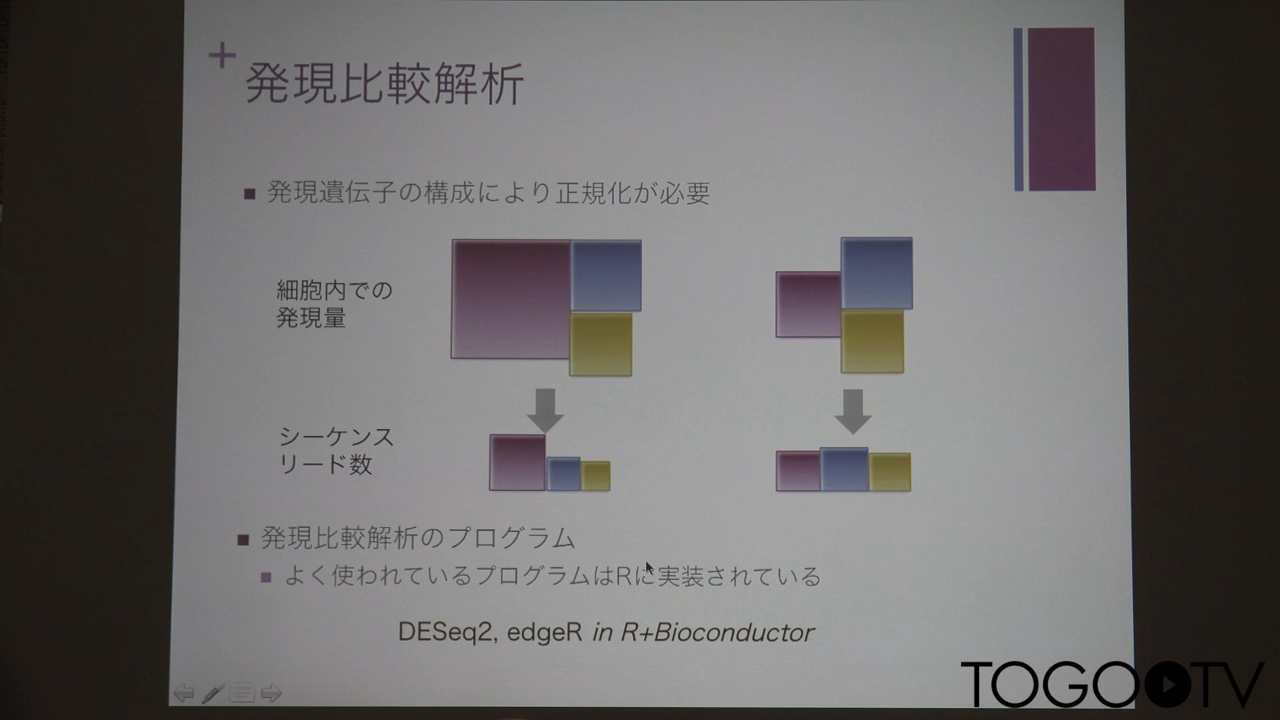 +
発現比較解析
発現遺伝子の構成により正規化が必要
細胞内での
発現量
シーケンス
リード数
発現比較解析のプログラム
よく使われているプログラムはRに実装されている
DESeq2, edgeR in R+Bioconductor
TOGOTV